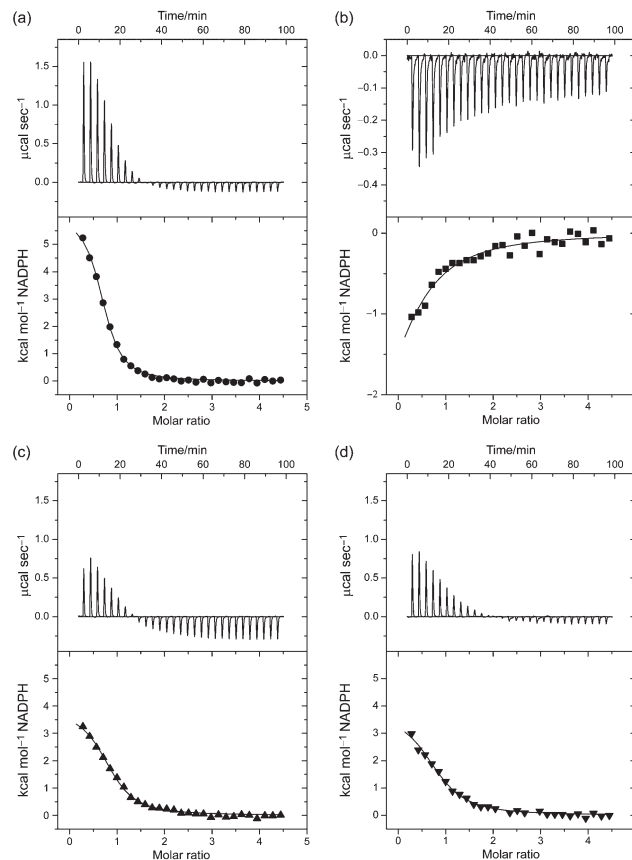 (a)
Time/min
0 20 40 60 80 100
1.5
1.0
0.5
0.0
µcal sec⁻¹
5
4
3
2
1
0
kcal mol⁻¹ NADPH
0 1 2 3 4 5
Molar ratio
(b)
Time/min
0 20 40 60 80 100
0.0
−0.1
−0.2
−0.3
−0.4
µcal sec⁻¹
0
−1
−2
kcal mol⁻¹ NADPH
0 1 2 3 4
Molar ratio
(c)
Time/min
0 20 40 60 80 100
1.5
1.0
0.5
0.0
µcal sec⁻¹
5
4
3
2
1
0
kcal mol⁻¹ NADPH
0 1 2 3 4 5
Molar ratio
(d)
Time/min
0 20 40 60 80 100
1.5
1.0
0.5
0.0
µcal sec⁻¹
5
4
3
2
1
0
kcal mol⁻¹ NADPH
0 1 2 3 4
Molar ratio